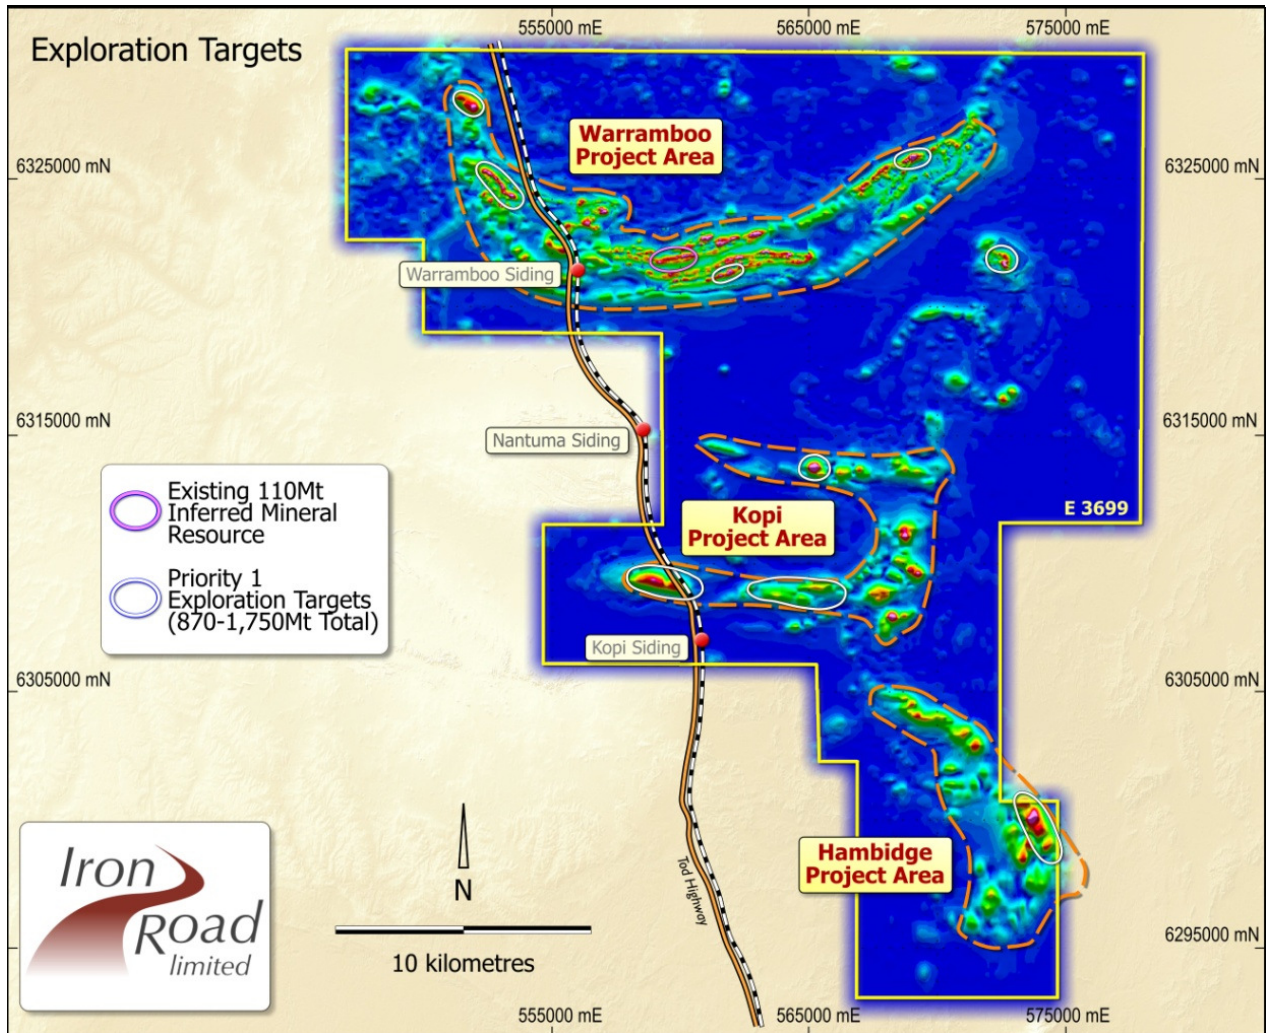 555000 mE
565000 mE
575000 mE
Exploration Targets
Warramboo
Project Area
6325000 mN
6325000 mN
Warramboo Siding
6315000 mN
6315000 mN
Nantuma Siding
Existing 110Mt
Inferred Mineral
Resource
Priority 1
Exploration Targets
(870-1,750Mt Total)
Kopi
Project Area
E 3699
Kopi Siding
6305000 mN
6305000 mN
Hambidge
Project Area
Tod Highway
Iron
Road
limited
N
10 kilometres
6295000 mN
555000 mE
565000 mE
575000 mE